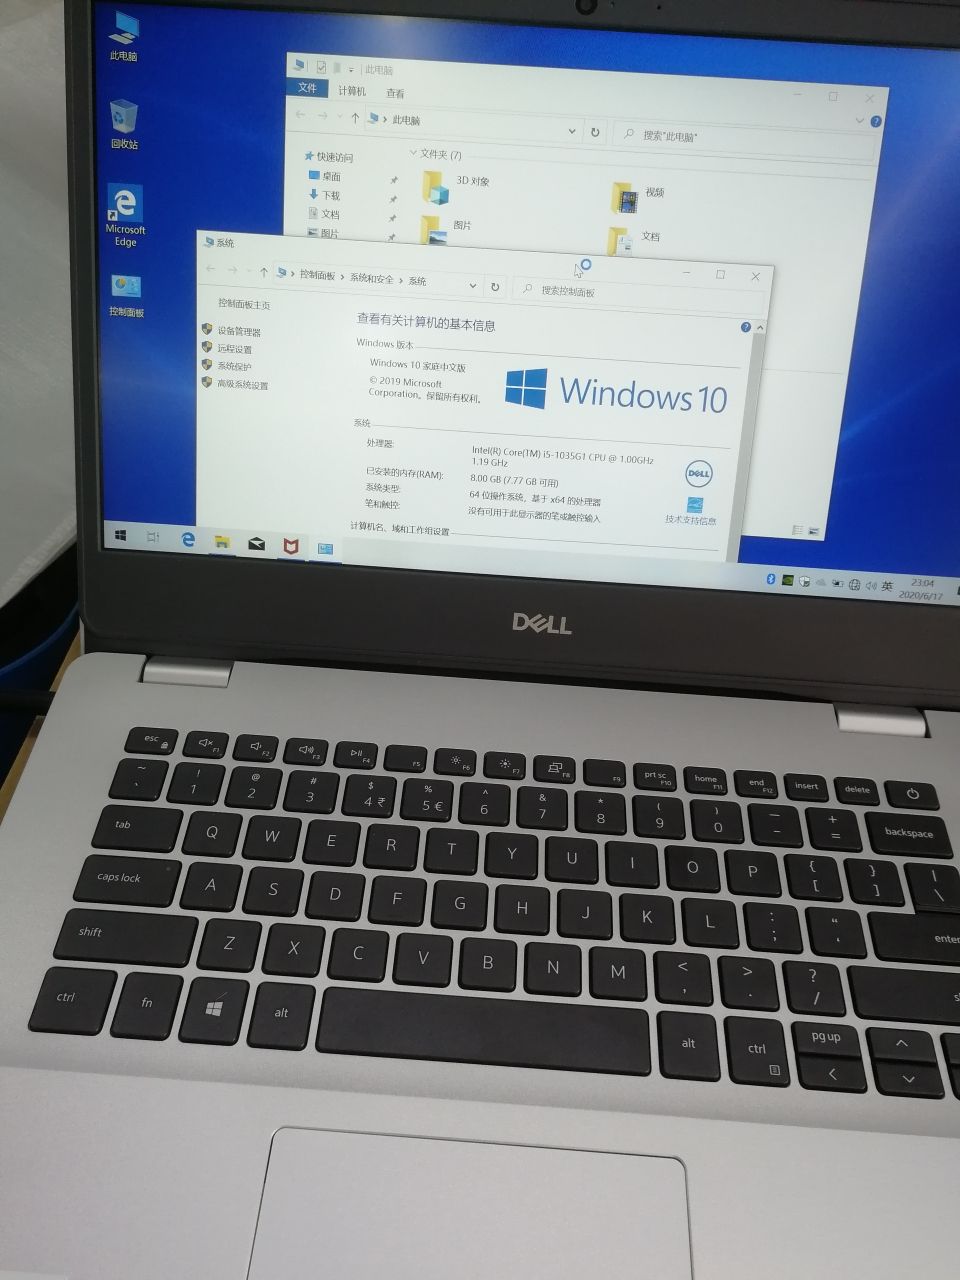 此电脑
回收站
Microsoft
Edge
控制面板
此电脑
文件 计算机 查看
此电脑
搜索"此电脑"
快速访问
桌面
下载
文档
图片
文件夹 (7)
3D 对象
视频
图片
文档
系统
控制面板 系统和安全 系统
搜索控制面板
控制面板主页
设备管理器
远程设置
系统保护
高级系统设置
查看有关计算机的基本信息
Windows 版本
Windows 10 家庭中文版
© 2019 Microsoft
Corporation。保留所有权利。
Windows 10
系统
处理器: Intel(R) Core(TM) i5-1035G1 CPU @ 1.00GHz
1.19 GHz
已安装的内存(RAM): 8.00 GB (7.77 GB 可用)
系统类型: 64 位操作系统，基于 x64 的处理器
笔和触控: 没有可用于此显示器的笔或触控输入
DELL
技术支持信息
计算机名、域和工作组设置
英 23:04
2020/6/17
DELL
esc F1 F2 F3 F4 F5 F6 F7 F8 F9 prt sc F10 home F11 end F12 insert delete
~ ` ! 1 @ 2 # 3 $ 4 ₹ % 5 € ^ 6 & 7 * 8 ( 9 ) 0 — - + = backspace
tab Q W E R T Y U I O P { [ } ] | \
caps lock A S D F G H J K L : ; “ ‘ enter
shift Z X C V B N M < , > . ? /
ctrl fn alt alt ctrl pg up